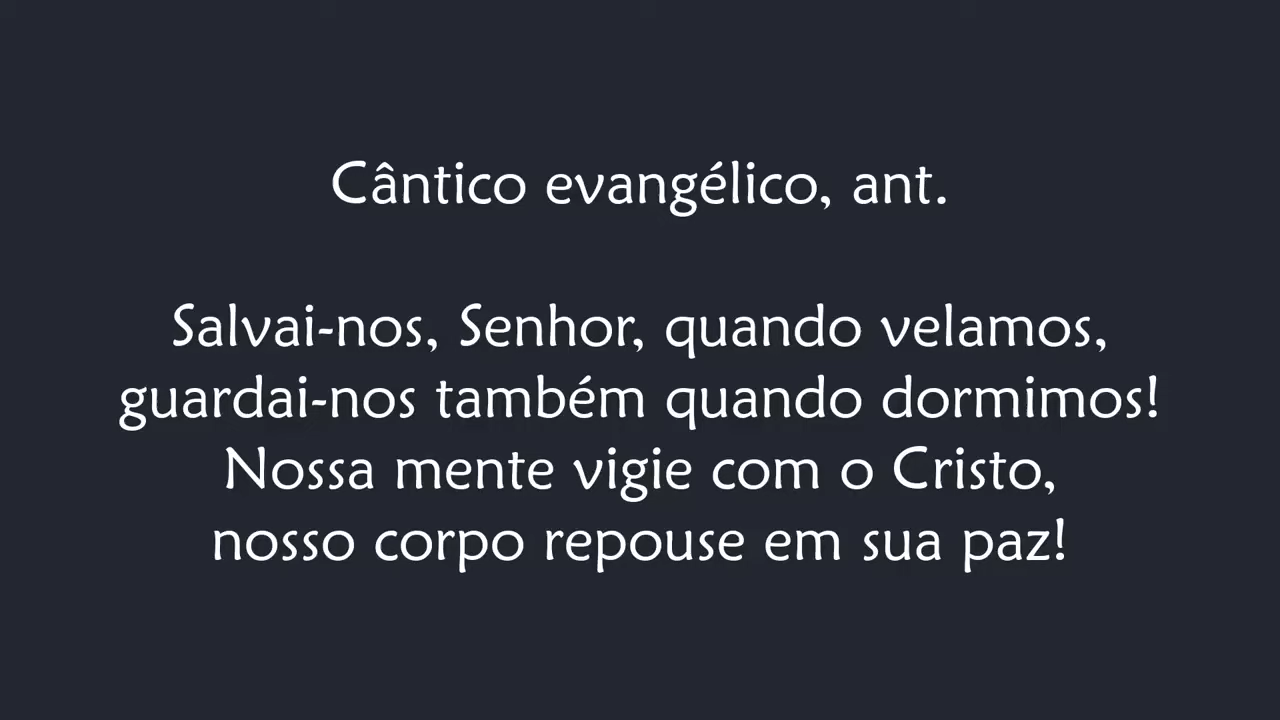 Cântico evangélico, ant.
Salvai-nos, Senhor, quando velamos,
guardai-nos também quando dormimos!
Nossa mente vigie com o Cristo,
nosso corpo repouse em sua paz!